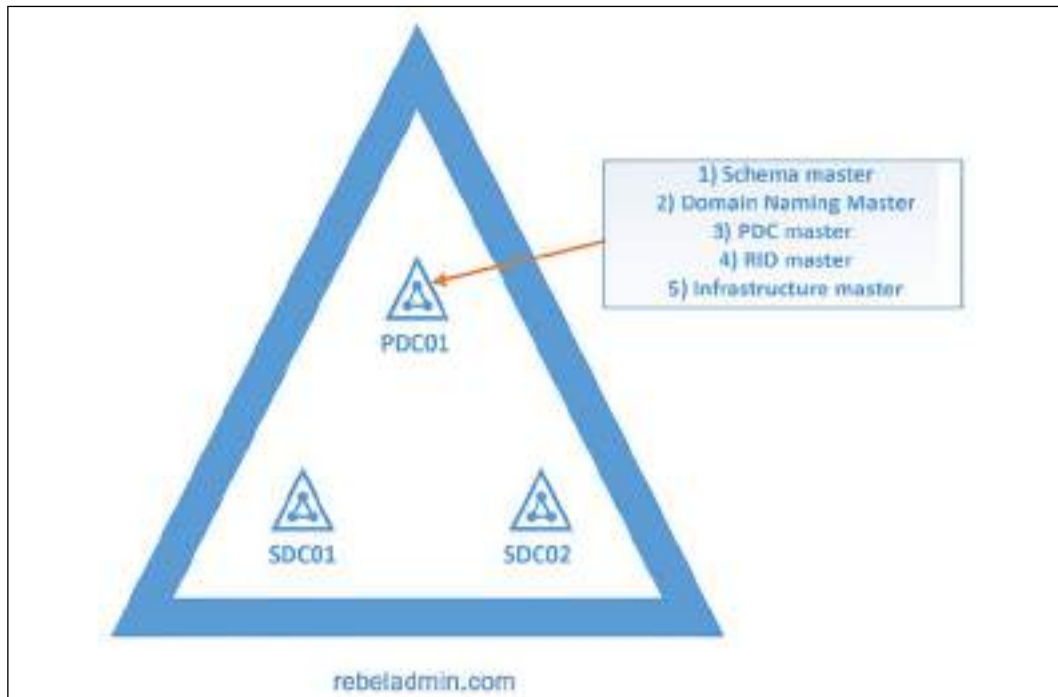 1) Schema master
2) Domain Naming Master
3) PDC master
4) RID master
5) Infrastructure master
PDC01
SDC01
SDC02
rebeladmin.com